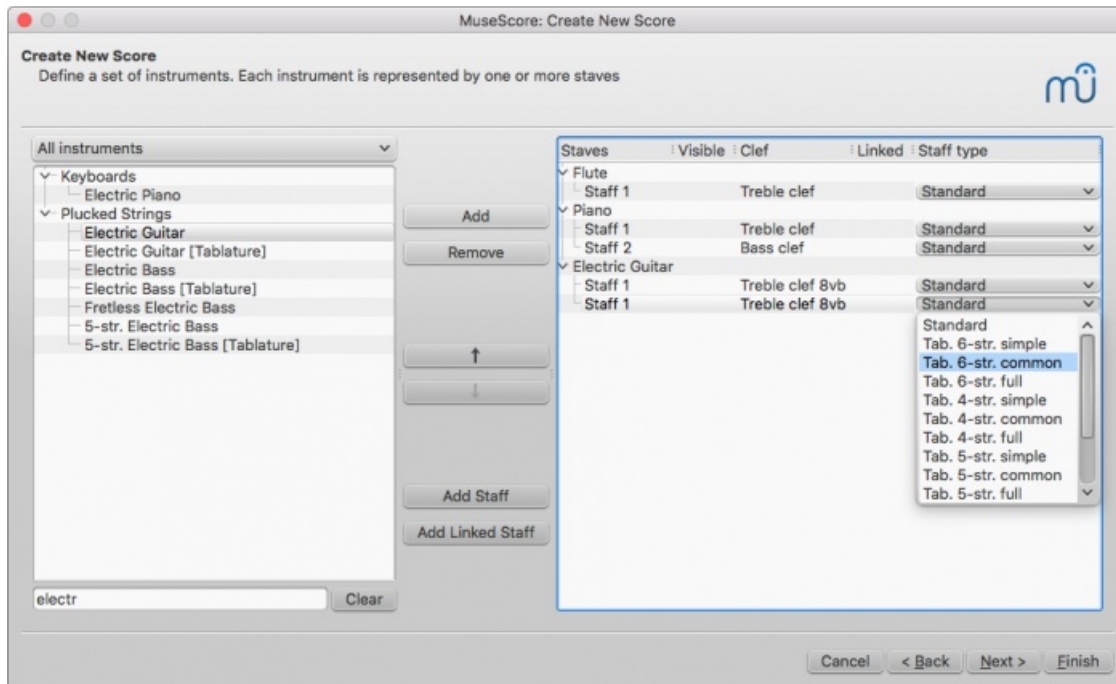 MuseScore: Create New Score
Create New Score
Define a set of instruments. Each instrument is represented by one or more staves
All instruments
Keyboards
Electric Piano
Plucked Strings
Electric Guitar
Electric Guitar [Tablature]
Electric Bass
Electric Bass [Tablature]
Fretless Electric Bass
5-str. Electric Bass
5-str. Electric Bass [Tablature]
electr
Clear
Add
Remove
↑
↓
Add Staff
Add Linked Staff
Staves Visible Clef Linked Staff type
Flute
Staff 1 Treble clef Standard
Piano
Staff 1 Treble clef Standard
Staff 2 Bass clef Standard
Electric Guitar
Staff 1 Treble clef 8vb Standard
Staff 1 Treble clef 8vb Standard
Standard
Tab. 6-str. simple
Tab. 6-str. common
Tab. 6-str. full
Tab. 4-str. simple
Tab. 4-str. common
Tab. 4-str. full
Tab. 5-str. simple
Tab. 5-str. common
Tab. 5-str. full
Cancel < Back Next > Finish